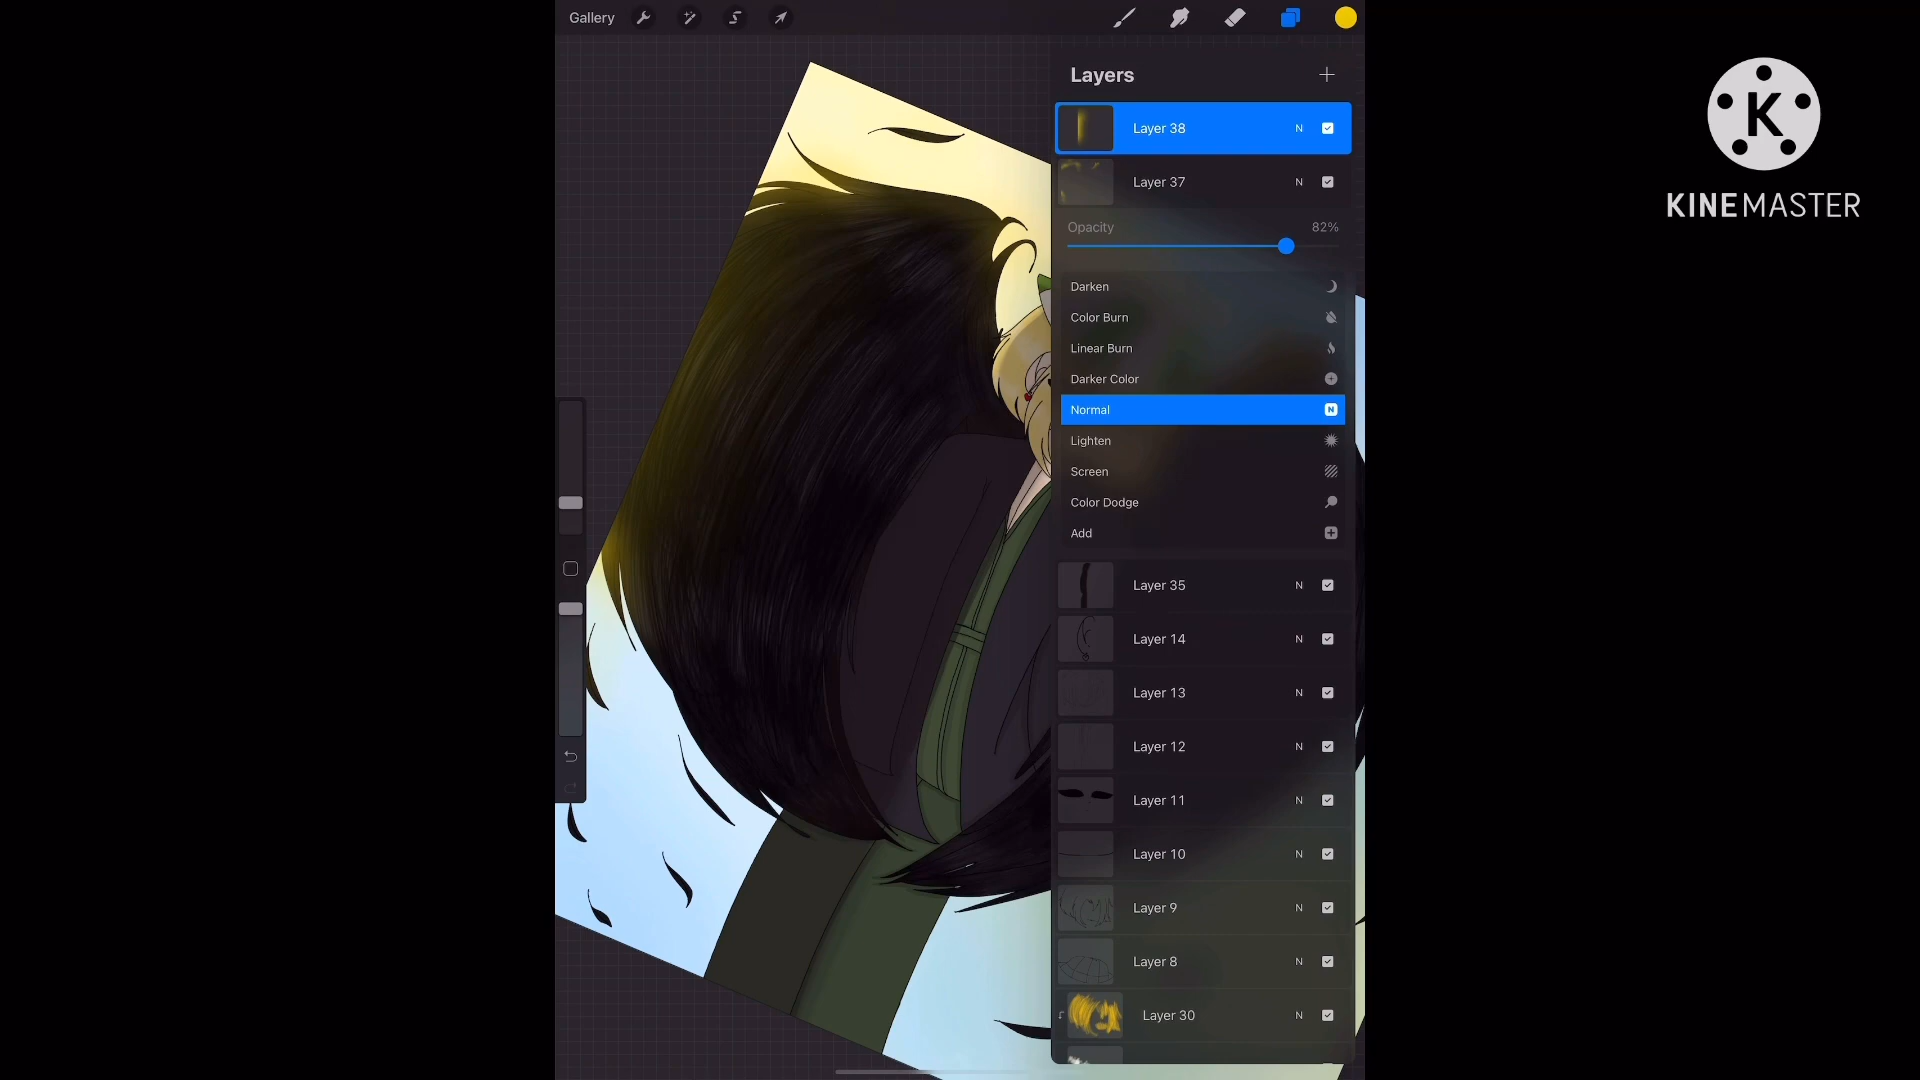 Gallery
Layers
Layer 38 N
Layer 37 N
Opacity 82%
Darken
Color Burn
Linear Burn
Darker Color
Normal N
Lighten
Screen
Color Dodge
Add
Layer 35 N
Layer 14 N
Layer 13 N
Layer 12 N
Layer 11 N
Layer 10 N
Layer 9 N
Layer 8 N
Layer 30 N
K
KINEMASTER